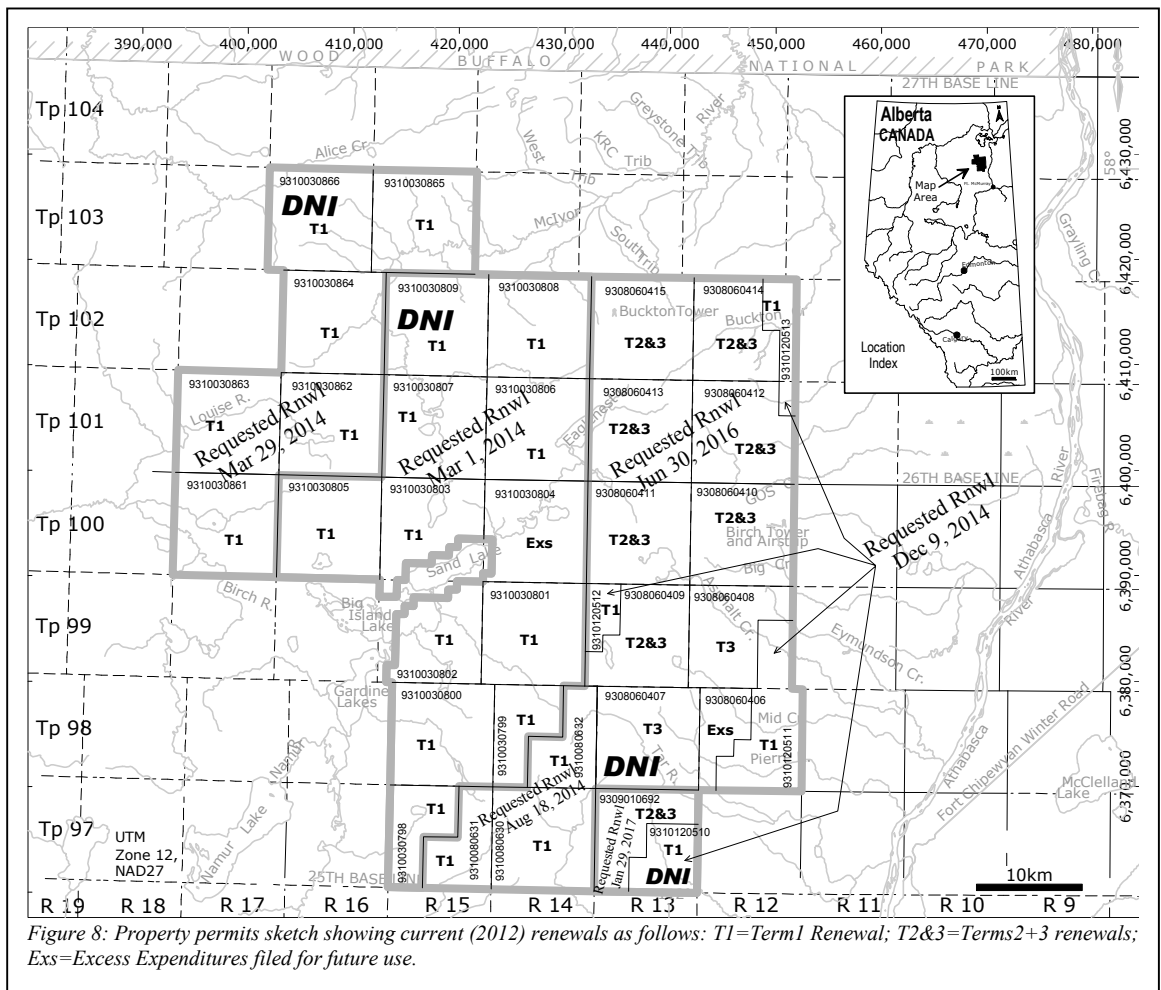 390,000 400,000 410,000 420,000 430,000 440,000 450,000 460,000 470,000 480,000
WOOD BUFFALO NATIONAL PARK
27TH BASE LINE
Tp 104
Tp 103
Tp 102
Tp 101
Tp 100
Tp 99
Tp 98
Tp 97
Alice Cr.
West
KRC
Trib
Greystone Trib
River
Trib
McIvor
South Trib
Alberta
CANADA
N
Map
Area
Ft. McMurray
Edmonton
Calgary
Location
Index
100km
58°
6,430,000
6,420,000
6,410,000
6,400,000
6,390,000
6,380,000
6,370,000
Grayling Cr.
9310030866
DNI
T1
9310030865
T1
9310030864
T1
9310030809
DNI
T1
9310030808
T1
9308060415
Buckton Tower
T2&3
9308060414
Buckton
T2&3
T1
9310120513
9310030863
Louise R.
T1
9310030862
T1
Requested Rnwl
Mar 29, 2014
9310030807
T1
9310030806
T1
Requested Rnwl
Mar 1, 2014
Eaglenest
9308060413
T2&3
9308060412
T2&3
Requested Rnwl
Jun 30, 2016
26TH BASE LINE
9310030861
T1
9310030805
T1
9310030803
T1
Sand Lake
9310030804
Exs
9308060411
T2&3
9308060410
GOS Cr.
T2&3
Birch Tower
and Airstrip
Big Cr.
Requested Rnwl
Dec 9, 2014
Athabasca River
Firebag R.
Birch R.
Big
Island
Lake
T1
9310030802
9310030801
T1
9310120512
T1
9308060409
T2&3
Asphalt Cr.
9308060408
T3
Eymundson Cr.
Gardiner
Lakes
9310030800
T1
9310030799
T1
9310080632
T1
9308060407
T3
DNI
9308060406
Exs
Mid Cr.
T1
Pierre
9310120511
Athabasca River
Fort Chipewyan Winter Road
McClelland
Lake
Namur Lake
Namur
UTM
Zone 12,
NAD27
25TH BASE LINE
9310030798
T1
9310080631
T1
Requested Rnwl
Aug 18, 2014
9310080630
T1
9309010692
T2&3
Requested Rnwl
Jan 29, 2017
9310120510
T1
DNI
10km
R 19 R 18 R 17 R 16 R 15 R 14 R 13 R 12 R 11 R 10 R 9
Figure 8: Property permits sketch showing current (2012) renewals as follows: T1=Term1 Renewal; T2&3=Terms2+3 renewals;
Exs=Excess Expenditures filed for future use.